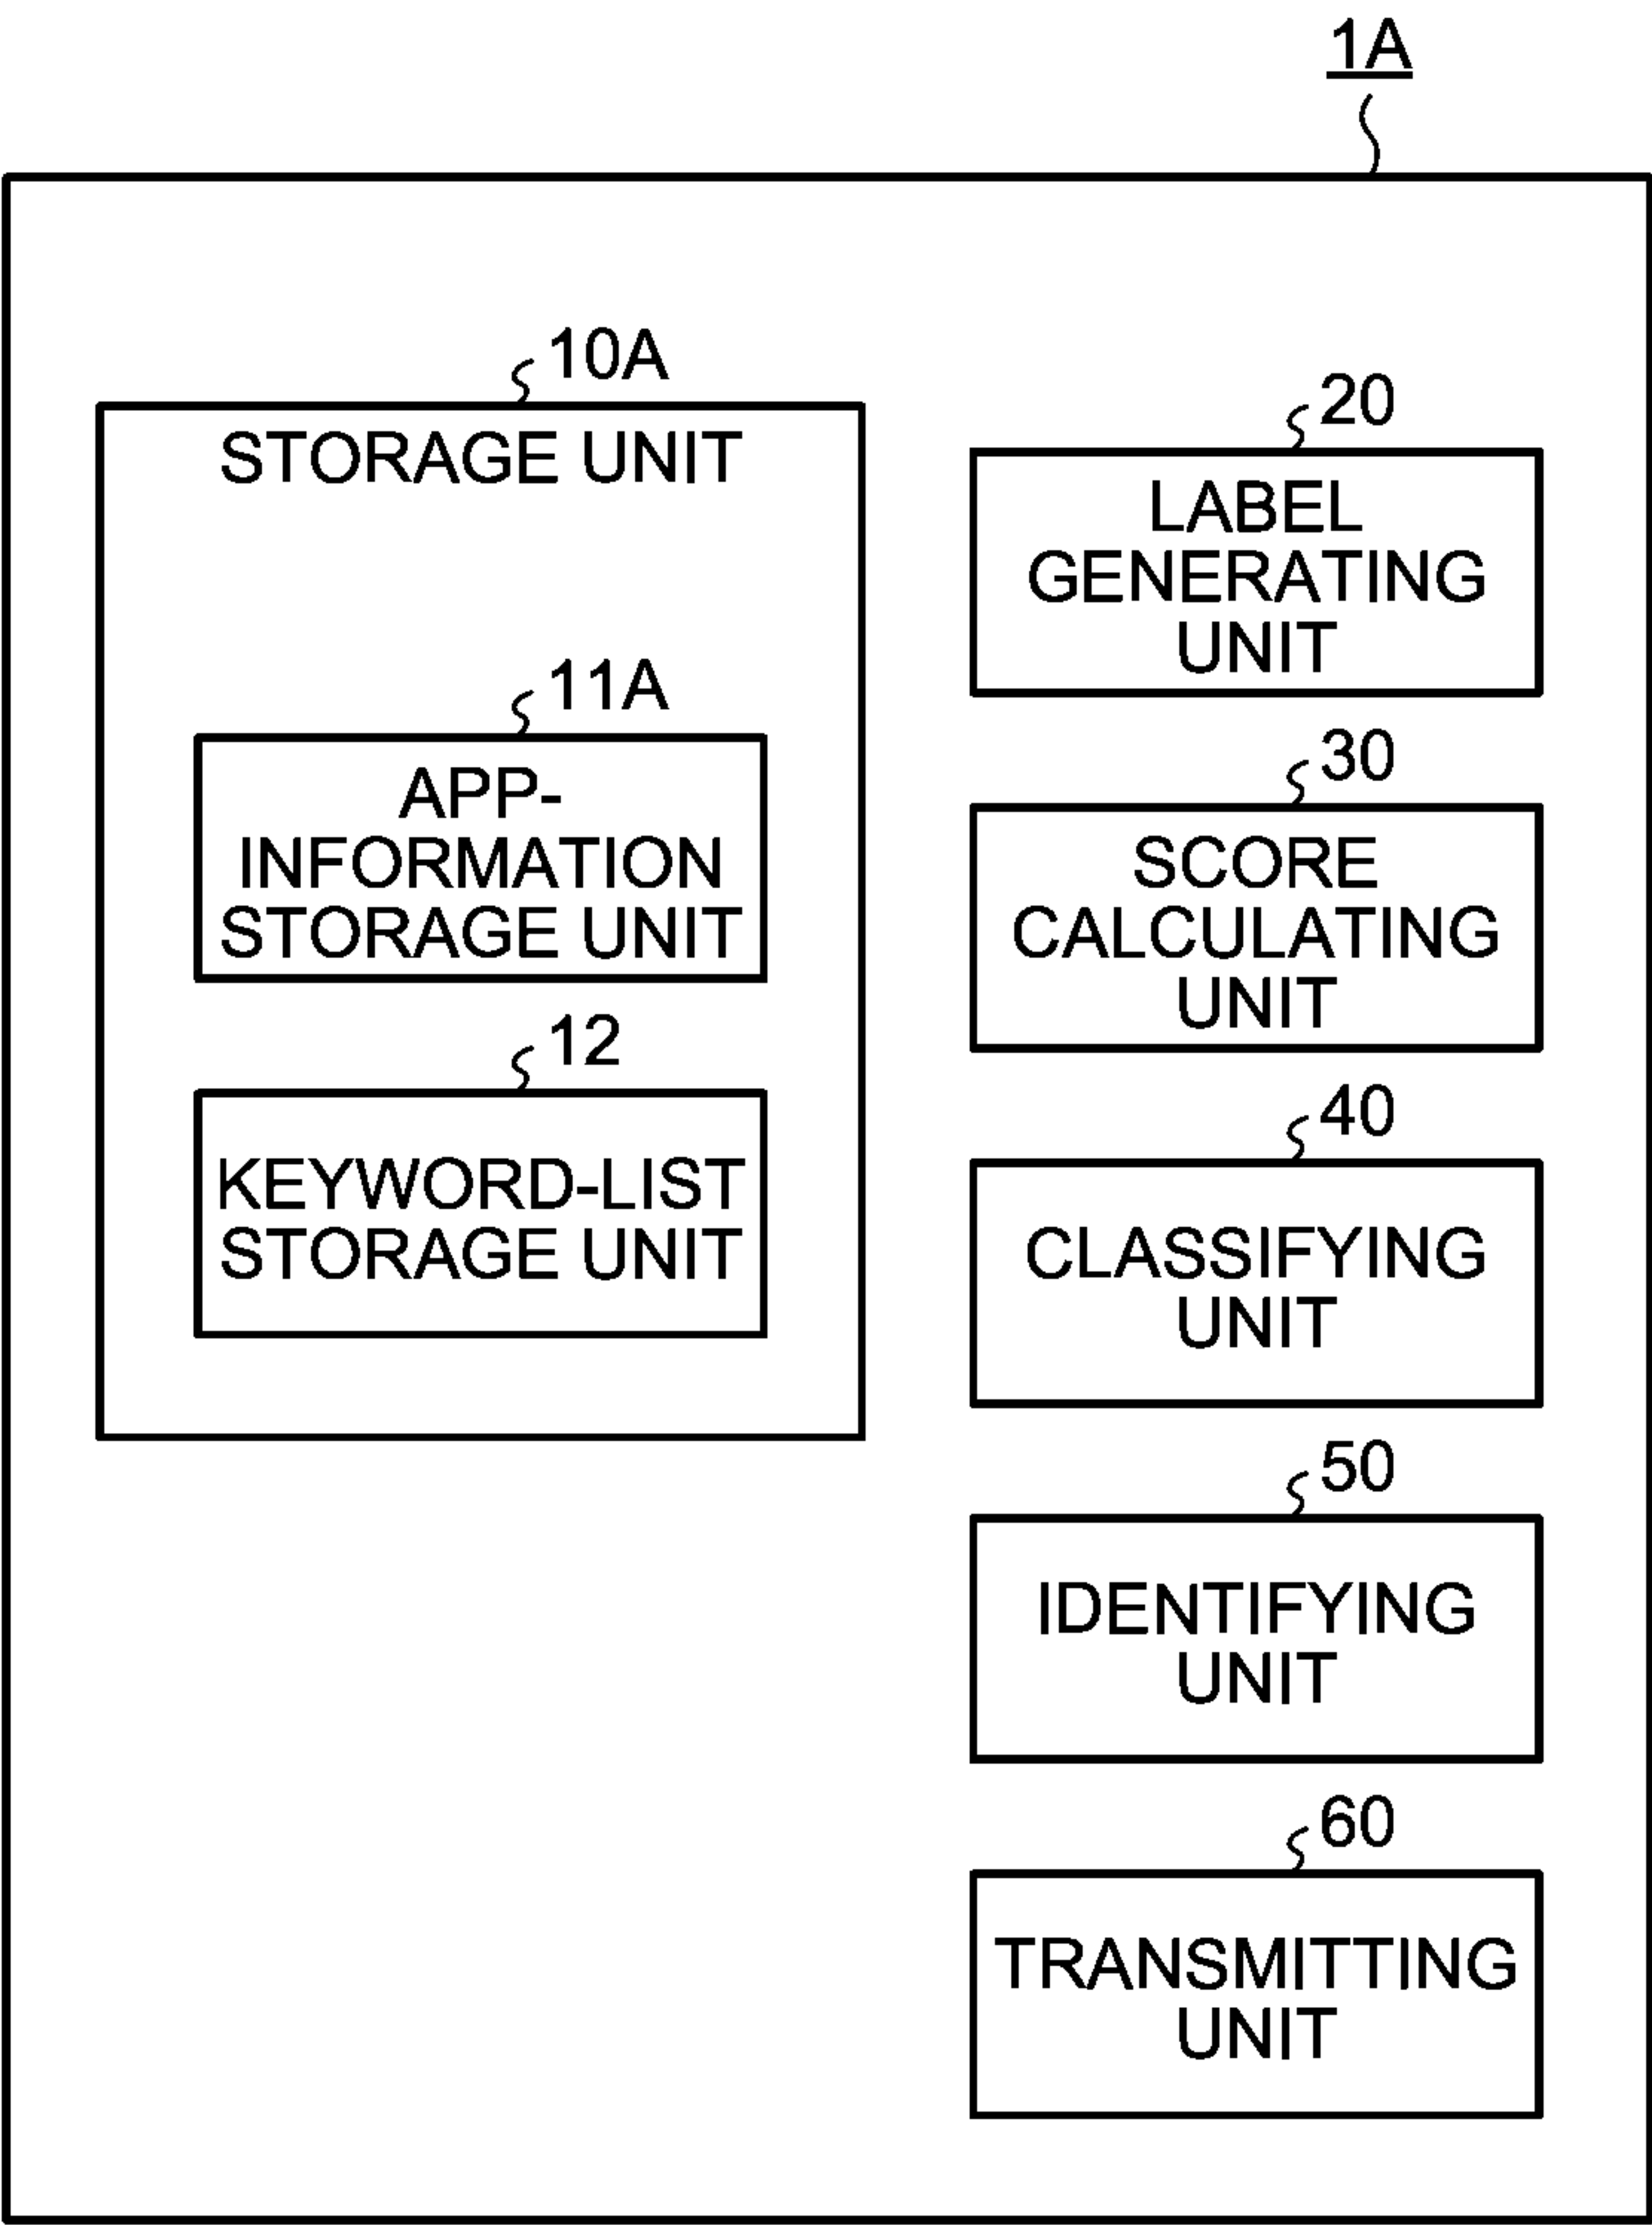 1A
10A
STORAGE UNIT
11A
APP-
INFORMATION
STORAGE UNIT
12
KEYWORD-LIST
STORAGE UNIT
20
LABEL
GENERATING
UNIT
30
SCORE
CALCULATING
UNIT
40
CLASSIFYING
UNIT
50
IDENTIFYING
UNIT
60
TRANSMITTING
UNIT